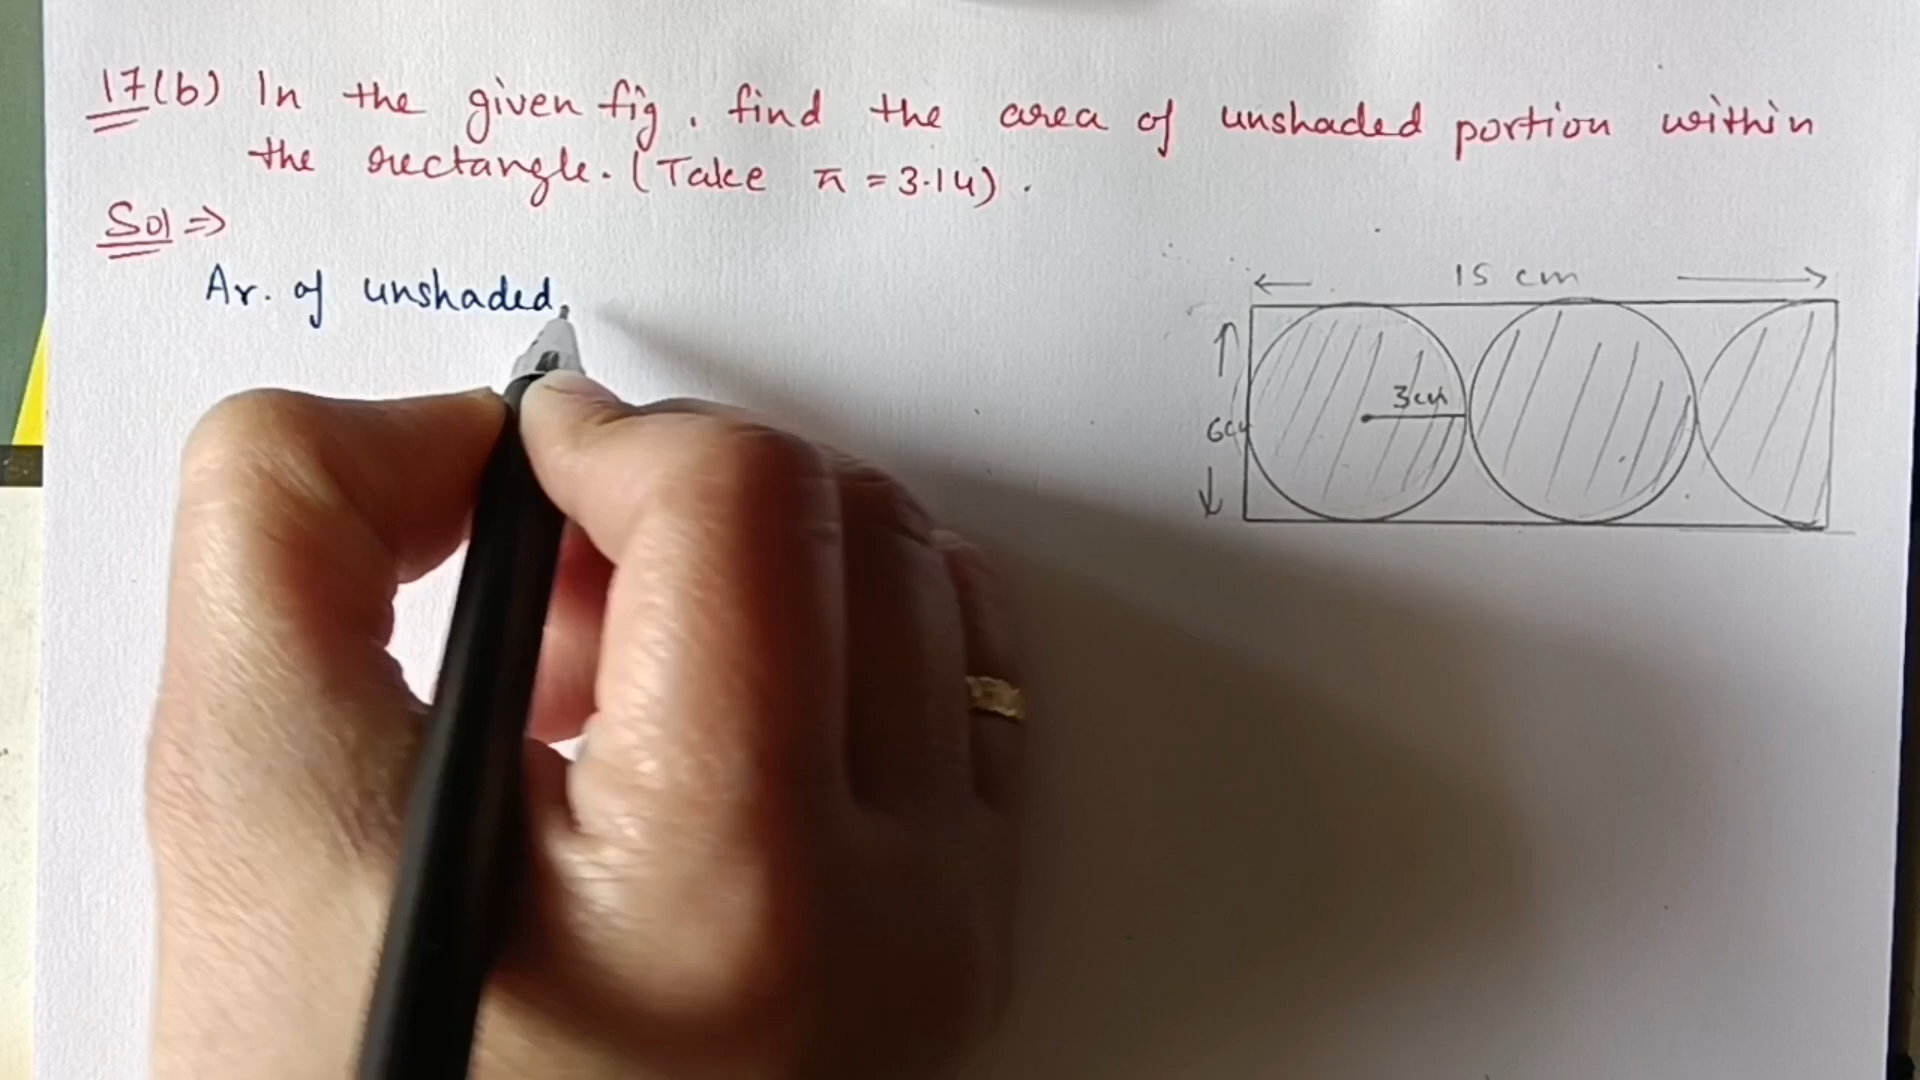 17(b) In the given fig. find the area of unshaded portion within
the rectangle. (Take π = 3.14).
Sol ⇒
Ar. of unshaded
15 cm
3cm
6cm